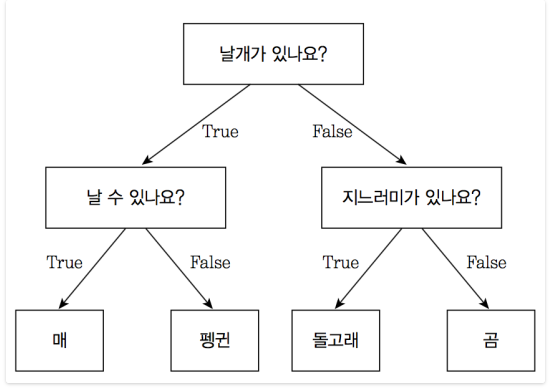 날개가 있나요?
True
False
날 수 있나요?
지느러미가 있나요?
True
False
True
False
매
펭귄
돌고래
곰